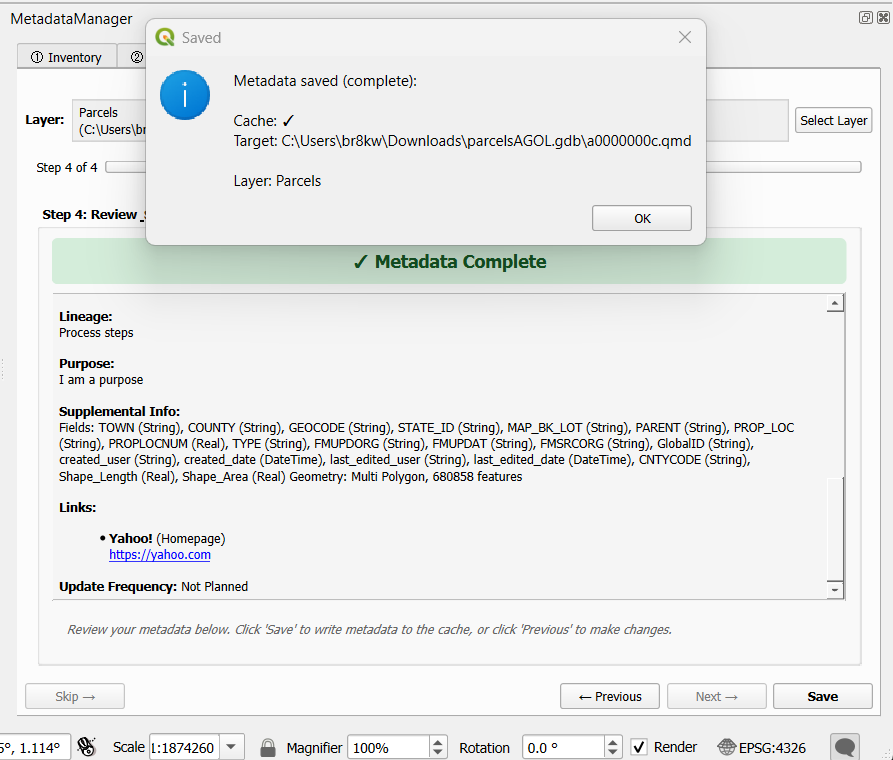 MetadataManager
Saved
① Inventory
②
Metadata saved (complete):
Cache: ✓
Target: C:\Users\br8kw\Downloads\parcelsAGOL.gdb\a0000000c.qmd
Layer: Parcels
OK
Layer:
Parcels
(C:\Users\br
Select Layer
Step 4 of 4
Step 4: Review
✓ Metadata Complete
Lineage:
Process steps
Purpose:
I am a purpose
Supplemental Info:
Fields: TOWN (String), COUNTY (String), GEOCODE (String), STATE_ID (String), MAP_BK_LOT (String), PARENT (String), PROP_LOC
(String), PROPLOCNUM (Real), TYPE (String), FMUPDORG (String), FMUPDAT (String), FMSRCORG (String), GlobalID (String),
created_user (String), created_date (DateTime), last_edited_user (String), last_edited_date (DateTime), CNTYCODE (String),
Shape_Length (Real), Shape_Area (Real) Geometry: Multi Polygon, 680858 features
Links:
• Yahoo! (Homepage)
https://yahoo.com
Update Frequency: Not Planned
Review your metadata below. Click 'Save' to write metadata to the cache, or click 'Previous' to make changes.
Skip →
← Previous
Next →
Save
5°, 1.114°
Scale
1:1874260
Magnifier
100%
Rotation
0.0 °
✓ Render
EPSG:4326